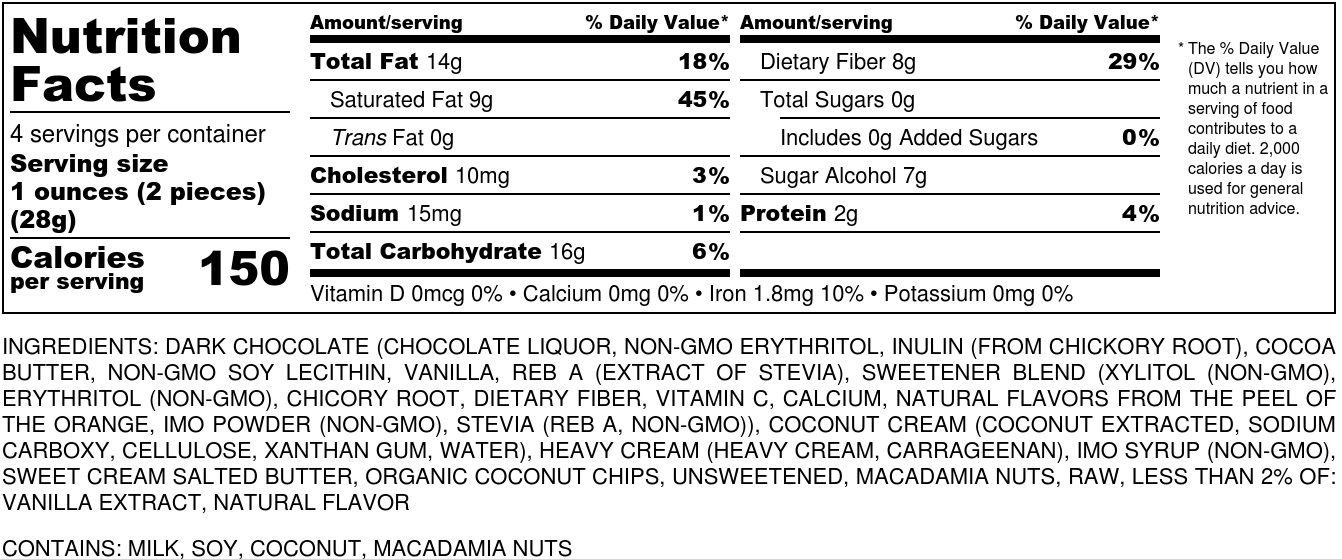 Nutrition
Facts
4 servings per container
Serving size
1 ounces (2 pieces)
(28g)
Calories
per serving
150
Amount/serving % Daily Value*
Total Fat 14g 18%
Saturated Fat 9g 45%
Trans Fat 0g
Cholesterol 10mg 3%
Sodium 15mg 1%
Total Carbohydrate 16g 6%
Amount/serving % Daily Value*
Dietary Fiber 8g 29%
Total Sugars 0g
Includes 0g Added Sugars 0%
Sugar Alcohol 7g
Protein 2g 4%
Vitamin D 0mcg 0% • Calcium 0mg 0% • Iron 1.8mg 10% • Potassium 0mg 0%
* The % Daily Value
(DV) tells you how
much a nutrient in a
serving of food
contributes to a
daily diet. 2,000
calories a day is
used for general
nutrition advice.
INGREDIENTS: DARK CHOCOLATE (CHOCOLATE LIQUOR, NON-GMO ERYTHRITOL, INULIN (FROM CHICKORY ROOT), COCOA
BUTTER, NON-GMO SOY LECITHIN, VANILLA, REB A (EXTRACT OF STEVIA), SWEETENER BLEND (XYLITOL (NON-GMO),
ERYTHRITOL (NON-GMO), CHICORY ROOT, DIETARY FIBER, VITAMIN C, CALCIUM, NATURAL FLAVORS FROM THE PEEL OF
THE ORANGE, IMO POWDER (NON-GMO), STEVIA (REB A, NON-GMO)), COCONUT CREAM (COCONUT EXTRACTED, SODIUM
CARBOXY, CELLULOSE, XANTHAN GUM, WATER), HEAVY CREAM (HEAVY CREAM, CARRAGEENAN), IMO SYRUP (NON-GMO),
SWEET CREAM SALTED BUTTER, ORGANIC COCONUT CHIPS, UNSWEETENED, MACADAMIA NUTS, RAW, LESS THAN 2% OF:
VANILLA EXTRACT, NATURAL FLAVOR
CONTAINS: MILK, SOY, COCONUT, MACADAMIA NUTS